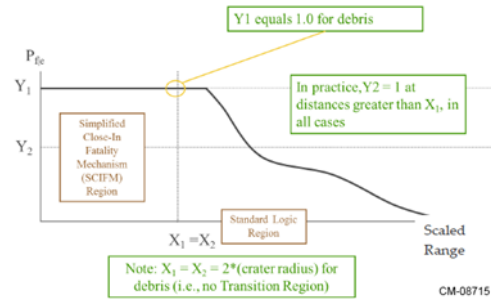 Y1 equals 1.0 for debris
P_fe
Y₁
In practice,Y2 = 1 at
distances greater than X₁, in
all cases
Simplified
Close-In
Fatality
Mechanism
(SCIFM)
Region
Y₂
Standard Logic
Region
X₁ =X₂
Scaled
Range
Note: X₁ = X₂ = 2*(crater radius) for
debris (i.e., no Transition Region)
CM-08715